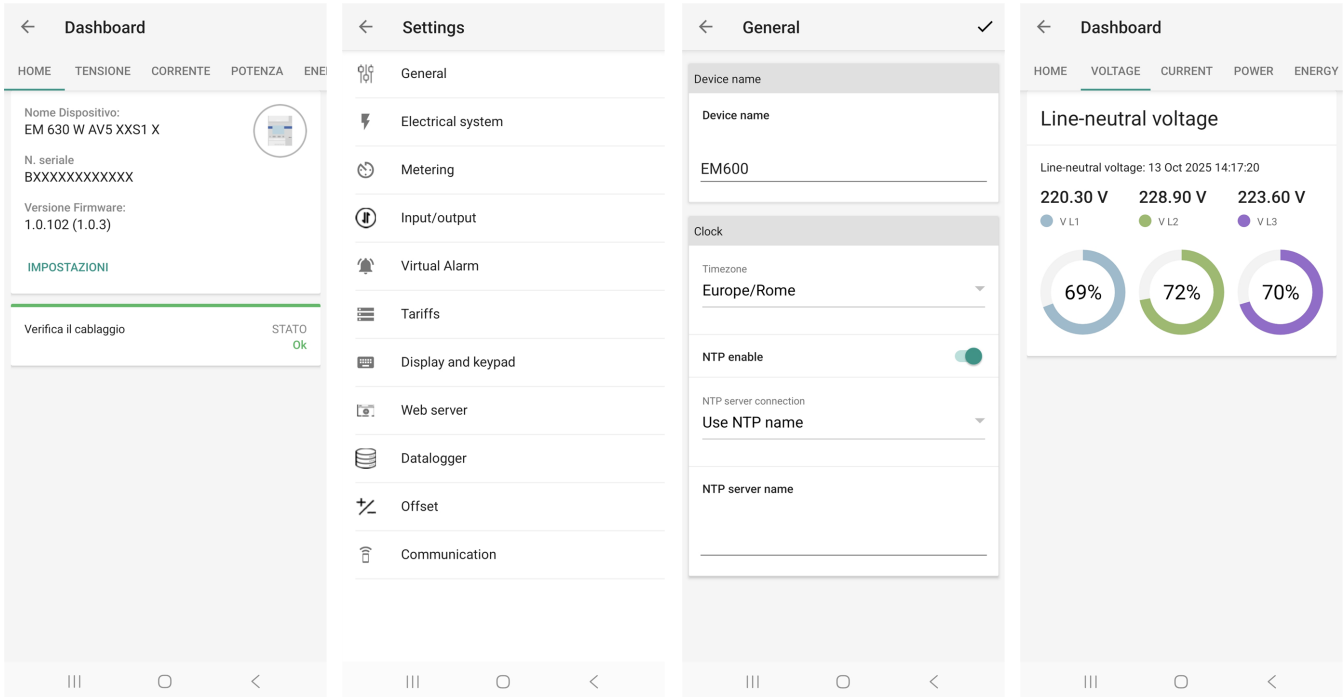 Dashboard
HOME TENSIONE CORRENTE POTENZA ENE
Nome Dispositivo:
EM 630 W AV5 XXS1 X
N. seriale
BXXXXXXXXXXXX
Versione Firmware:
1.0.102 (1.0.3)
IMPOSTAZIONI
Verifica il cablaggio STATO
Ok
Settings
General
Electrical system
Metering
Input/output
Virtual Alarm
Tariffs
Display and keypad
Web server
Datalogger
Offset
Communication
General
Device name
Device name
EM600
Clock
Timezone
Europe/Rome
NTP enable
NTP server connection
Use NTP name
NTP server name
Dashboard
HOME VOLTAGE CURRENT POWER ENERGY
Line-neutral voltage
Line-neutral voltage: 13 Oct 2025 14:17:20
220.30 V 228.90 V 223.60 V
V L1 V L2 V L3
69% 72% 70%